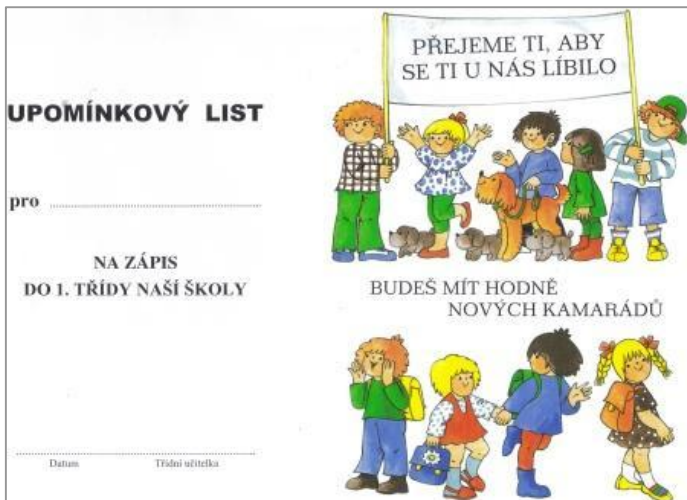 UPOMÍNKOVÝ LIST
pro
NA ZÁPIS
DO 1. TŘÍDY NAŠÍ ŠKOLY
Datum Třídní učitelka
PŘEJEME TI, ABY
SE TI U NÁS LÍBILO
BUDEŠ MÍT HODNĚ
NOVÝCH KAMARÁDŮ